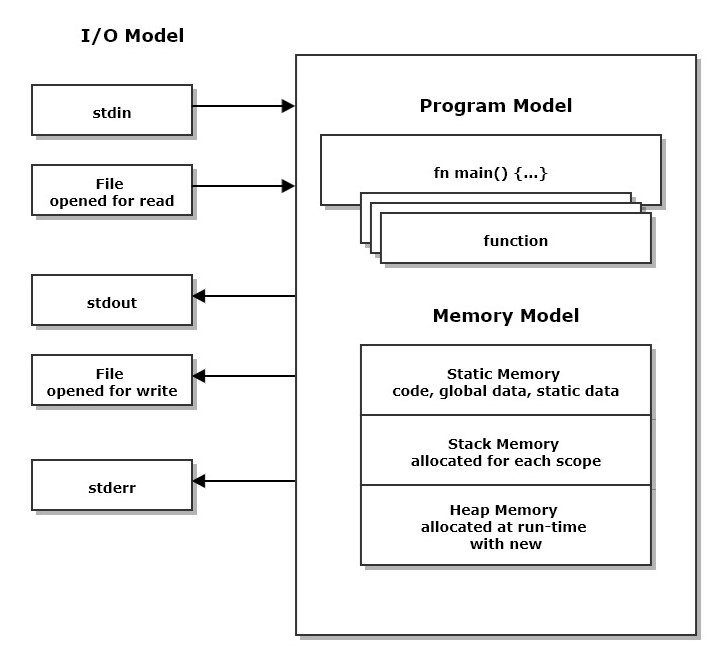 I/O Model
stdin
File
opened for read
stdout
File
opened for write
stderr
Program Model
fn main() {...}
function
Memory Model
Static Memory
code, global data, static data
Stack Memory
allocated for each scope
Heap Memory
allocated at run-time
with new